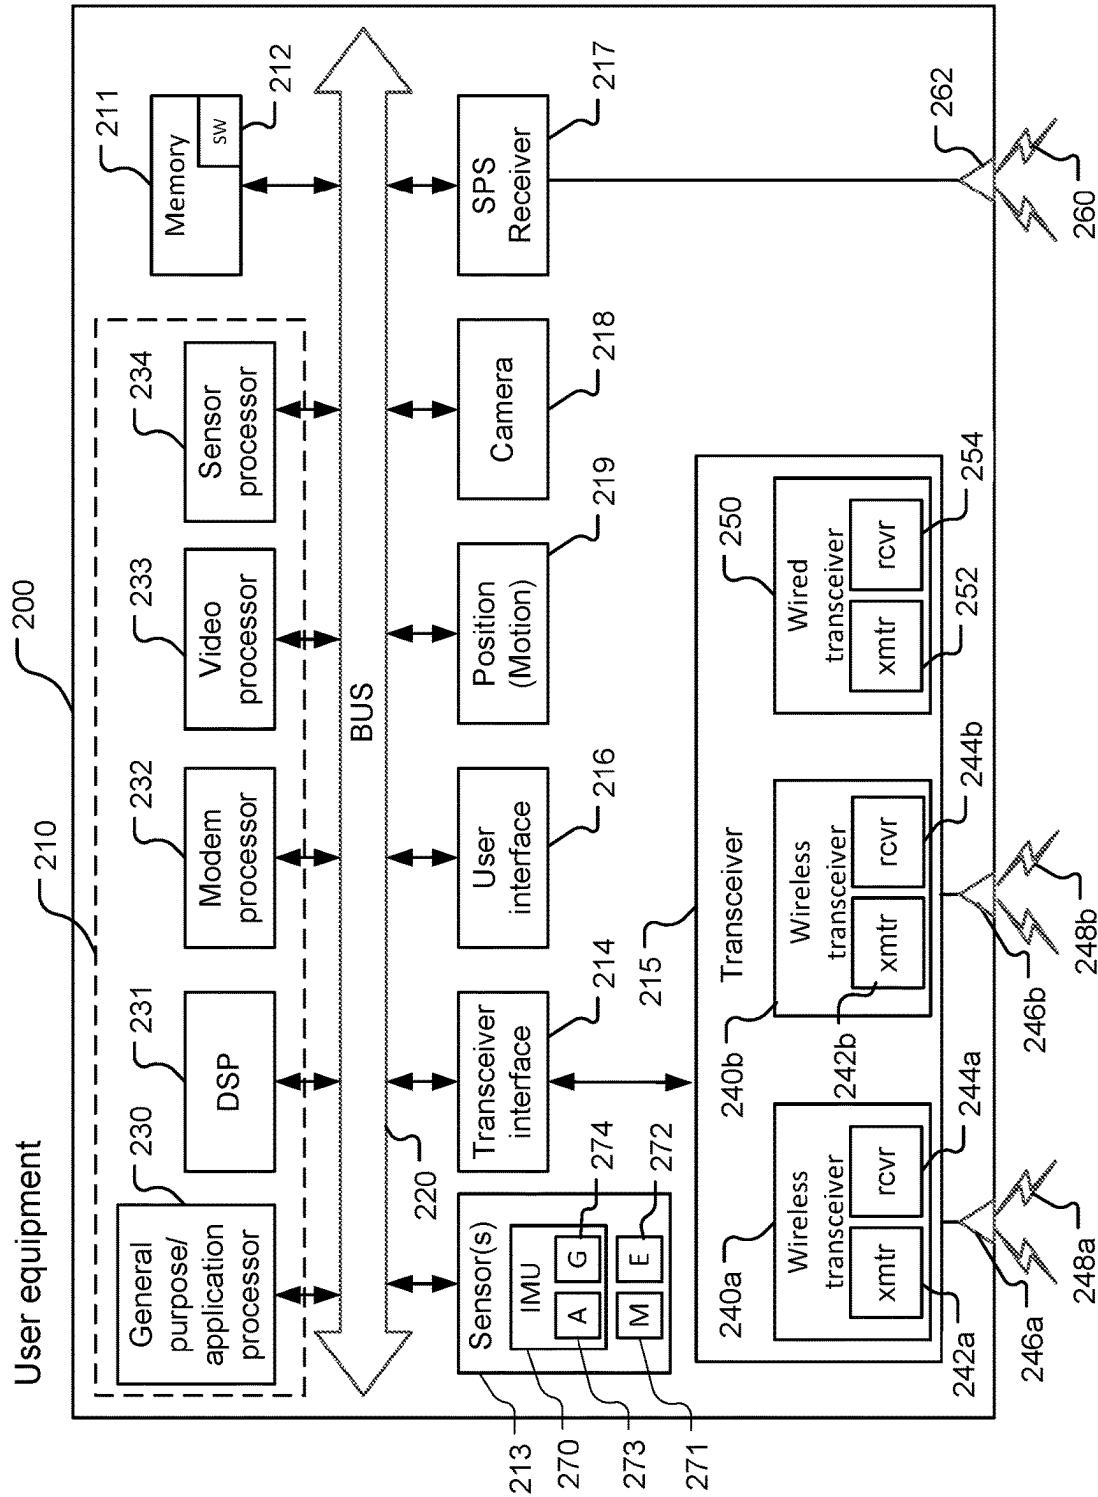 User equipment
200
210
230
General
purpose/
application
processor
231
DSP
232
Modem
processor
233
Video
processor
234
Sensor
processor
211
Memory
SW
212
BUS
220
213
Sensor(s)
IMU
A
G
M
E
270
273
271
274
272
Transceiver
interface
214
User
interface
216
Position
(Motion)
219
Camera
218
SPS
Receiver
217
215
Transceiver
240a
Wireless
transceiver
xmtr
rcvr
242a
244a
246a
248a
240b
Wireless
transceiver
xmtr
rcvr
242b
244b
246b
248b
250
Wired
transceiver
xmtr
rcvr
252
254
262
260